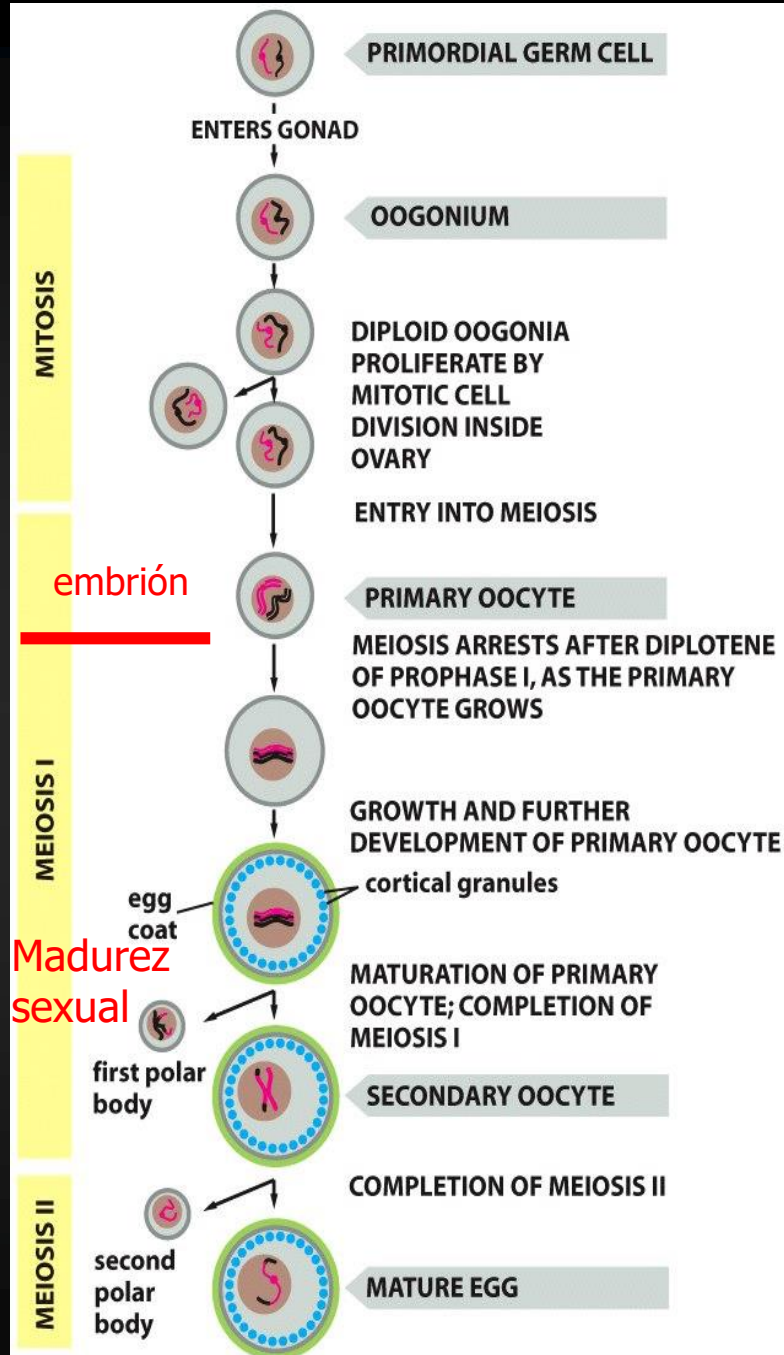 PRIMORDIAL GERM CELL
ENTERS GONAD
MITOSIS
OOGONIUM
DIPLOID OOGONIA
PROLIFERATE BY
MITOTIC CELL
DIVISION INSIDE
OVARY
ENTRY INTO MEIOSIS
MEIOSIS I
embrión
PRIMARY OOCYTE
MEIOSIS ARRESTS AFTER DIPLOTENE
OF PROPHASE I, AS THE PRIMARY
OOCYTE GROWS
GROWTH AND FURTHER
DEVELOPMENT OF PRIMARY OOCYTE
cortical granules
egg
coat
Madurez
sexual
MATURATION OF PRIMARY
OOCYTE; COMPLETION OF
MEIOSIS I
first polar
body
SECONDARY OOCYTE
MEIOSIS II
COMPLETION OF MEIOSIS II
second
polar
body
MATURE EGG